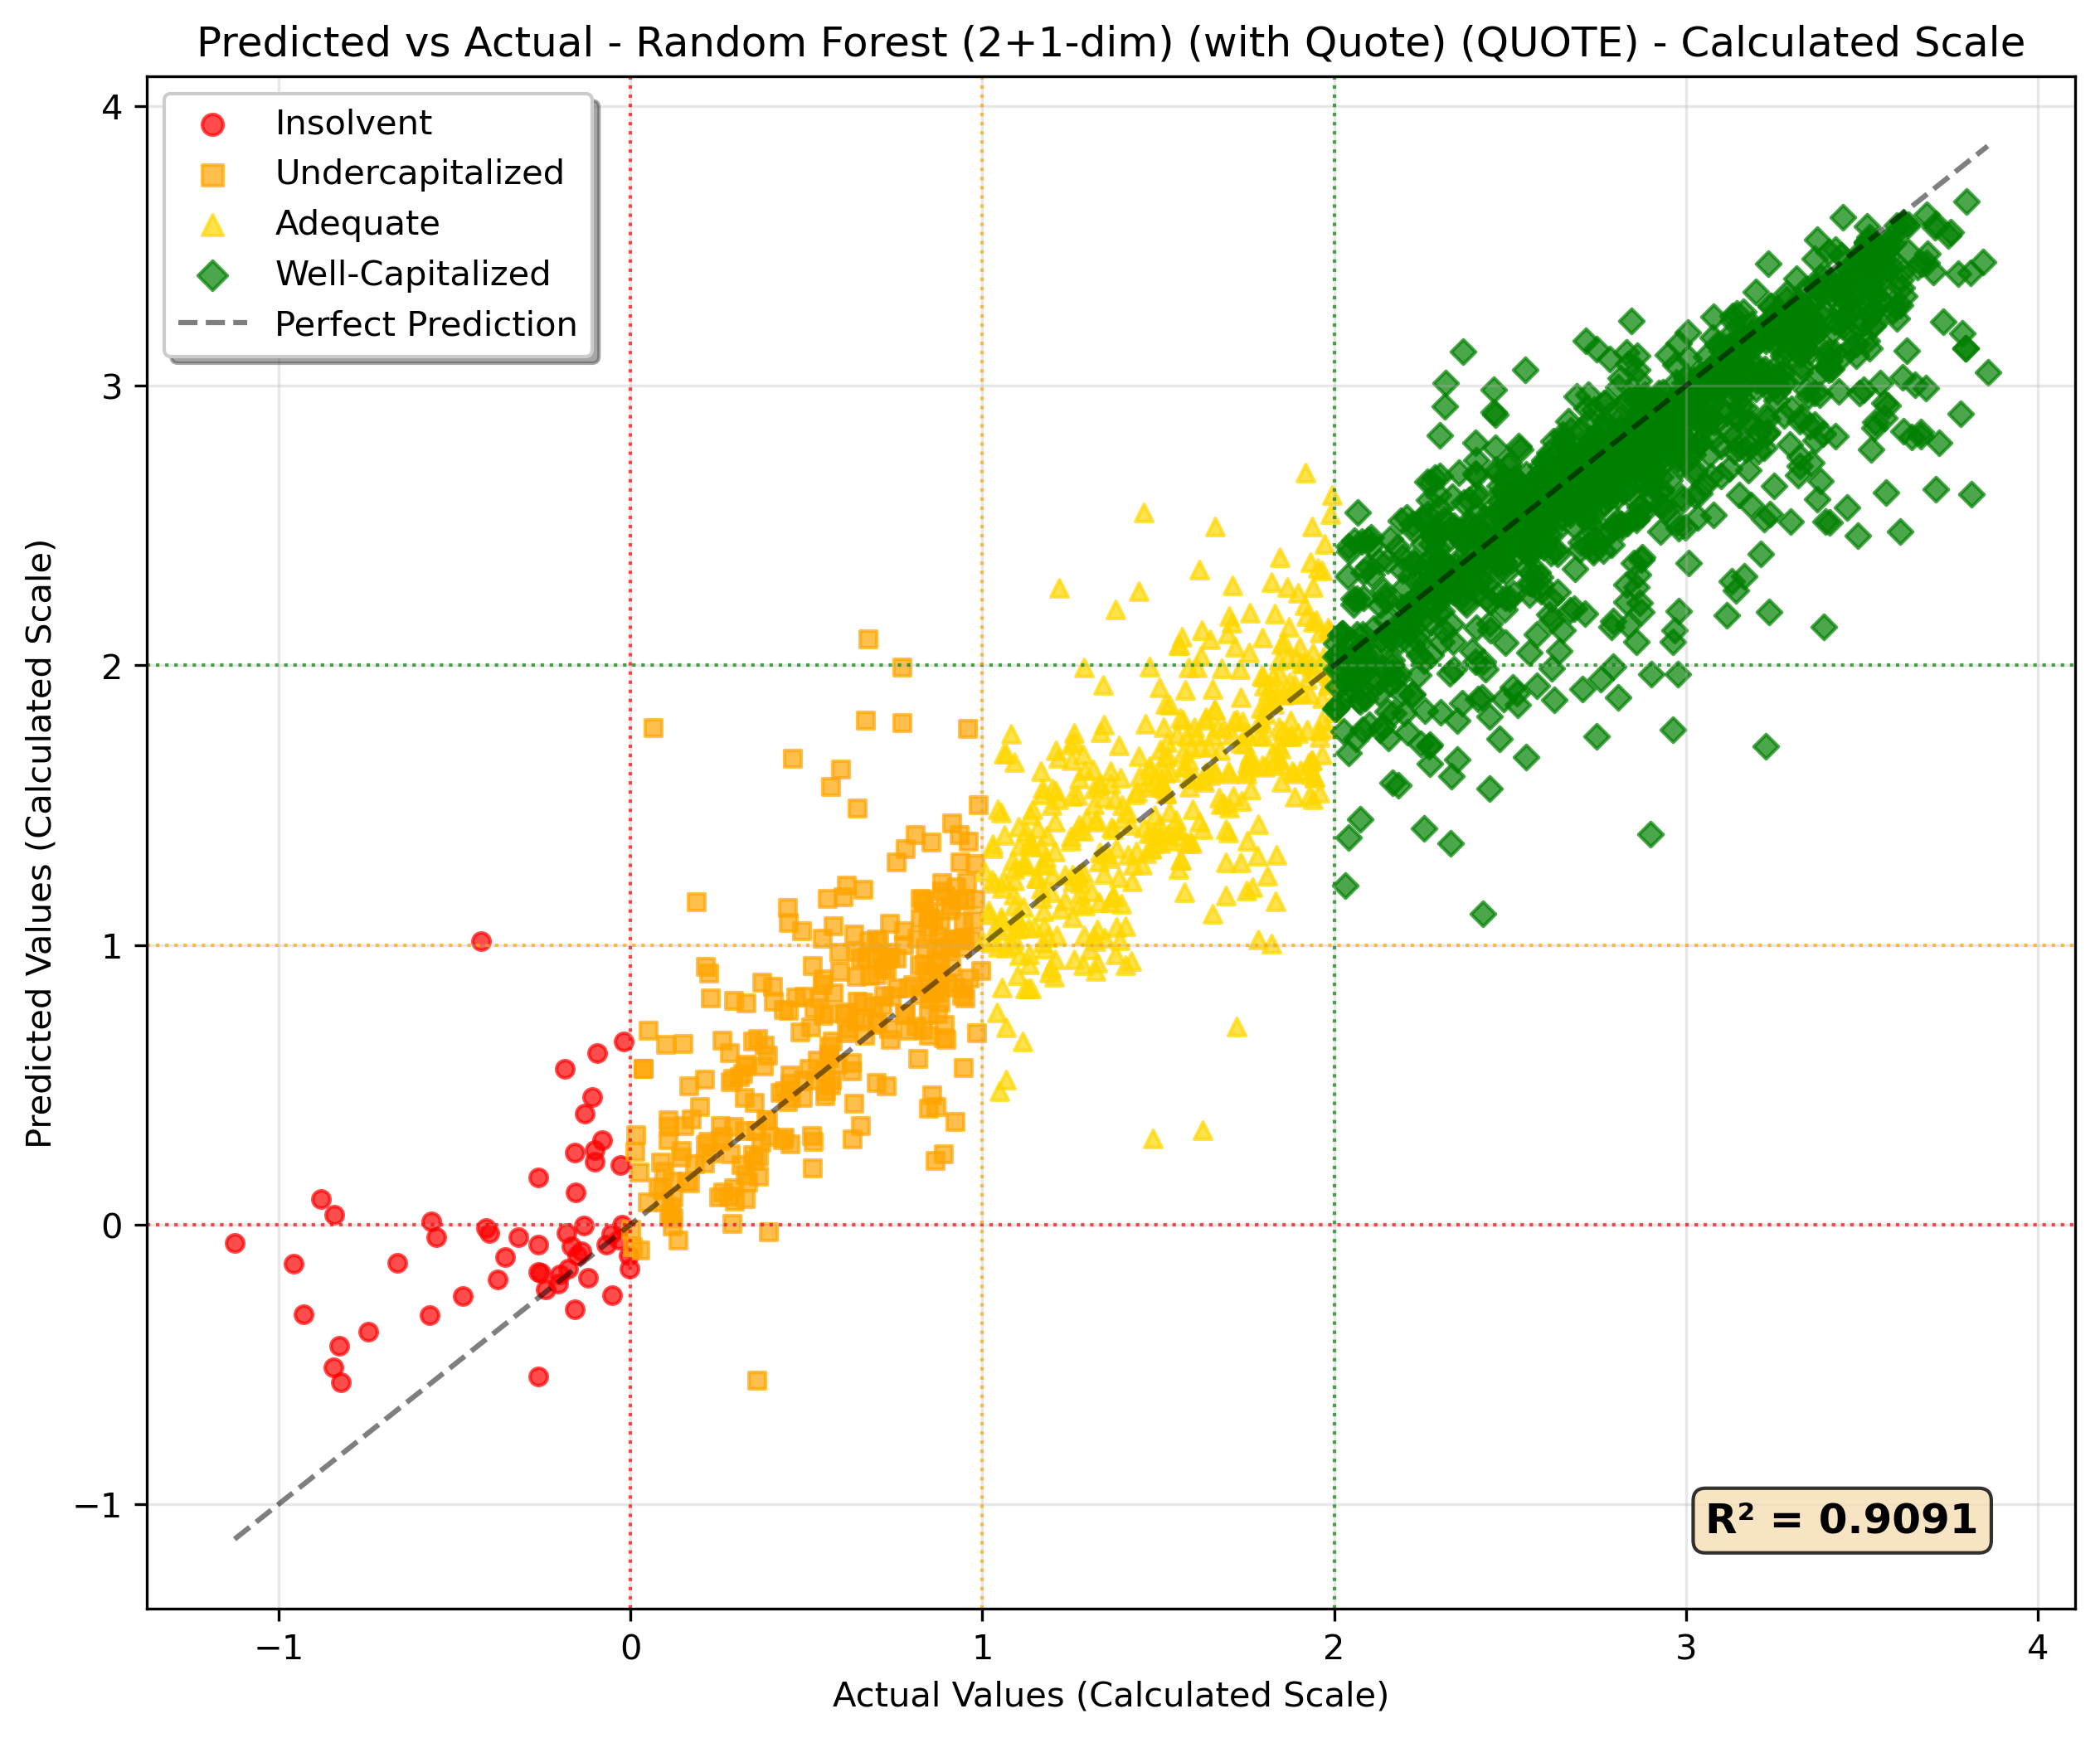 Predicted vs Actual - Random Forest (2+1-dim) (with Quote) (QUOTE) - Calculated Scale
Insolvent
Undercapitalized
Adequate
Well-Capitalized
Perfect Prediction
Predicted Values (Calculated Scale)
4
3
2
1
0
−1
R² = 0.9091
−1
0
1
2
3
4
Actual Values (Calculated Scale)